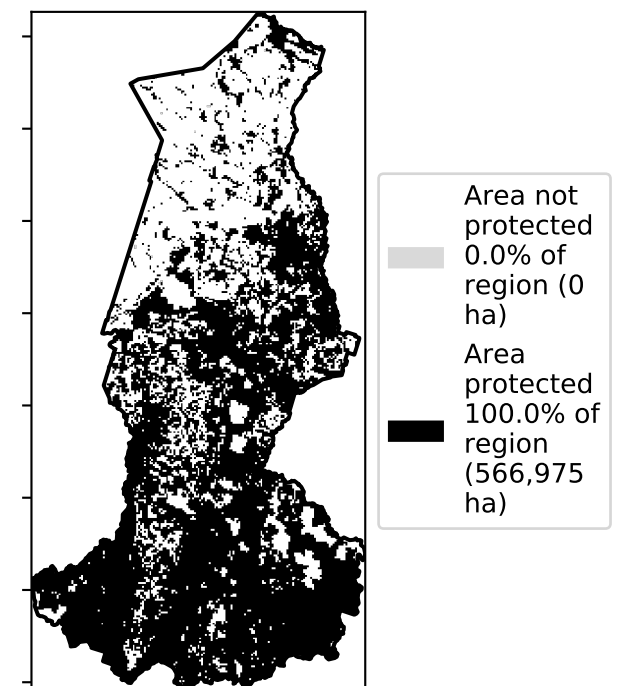 Area not
protected
0.0% of
region (0
ha)
Area
protected
100.0% of
region
(566,975
ha)